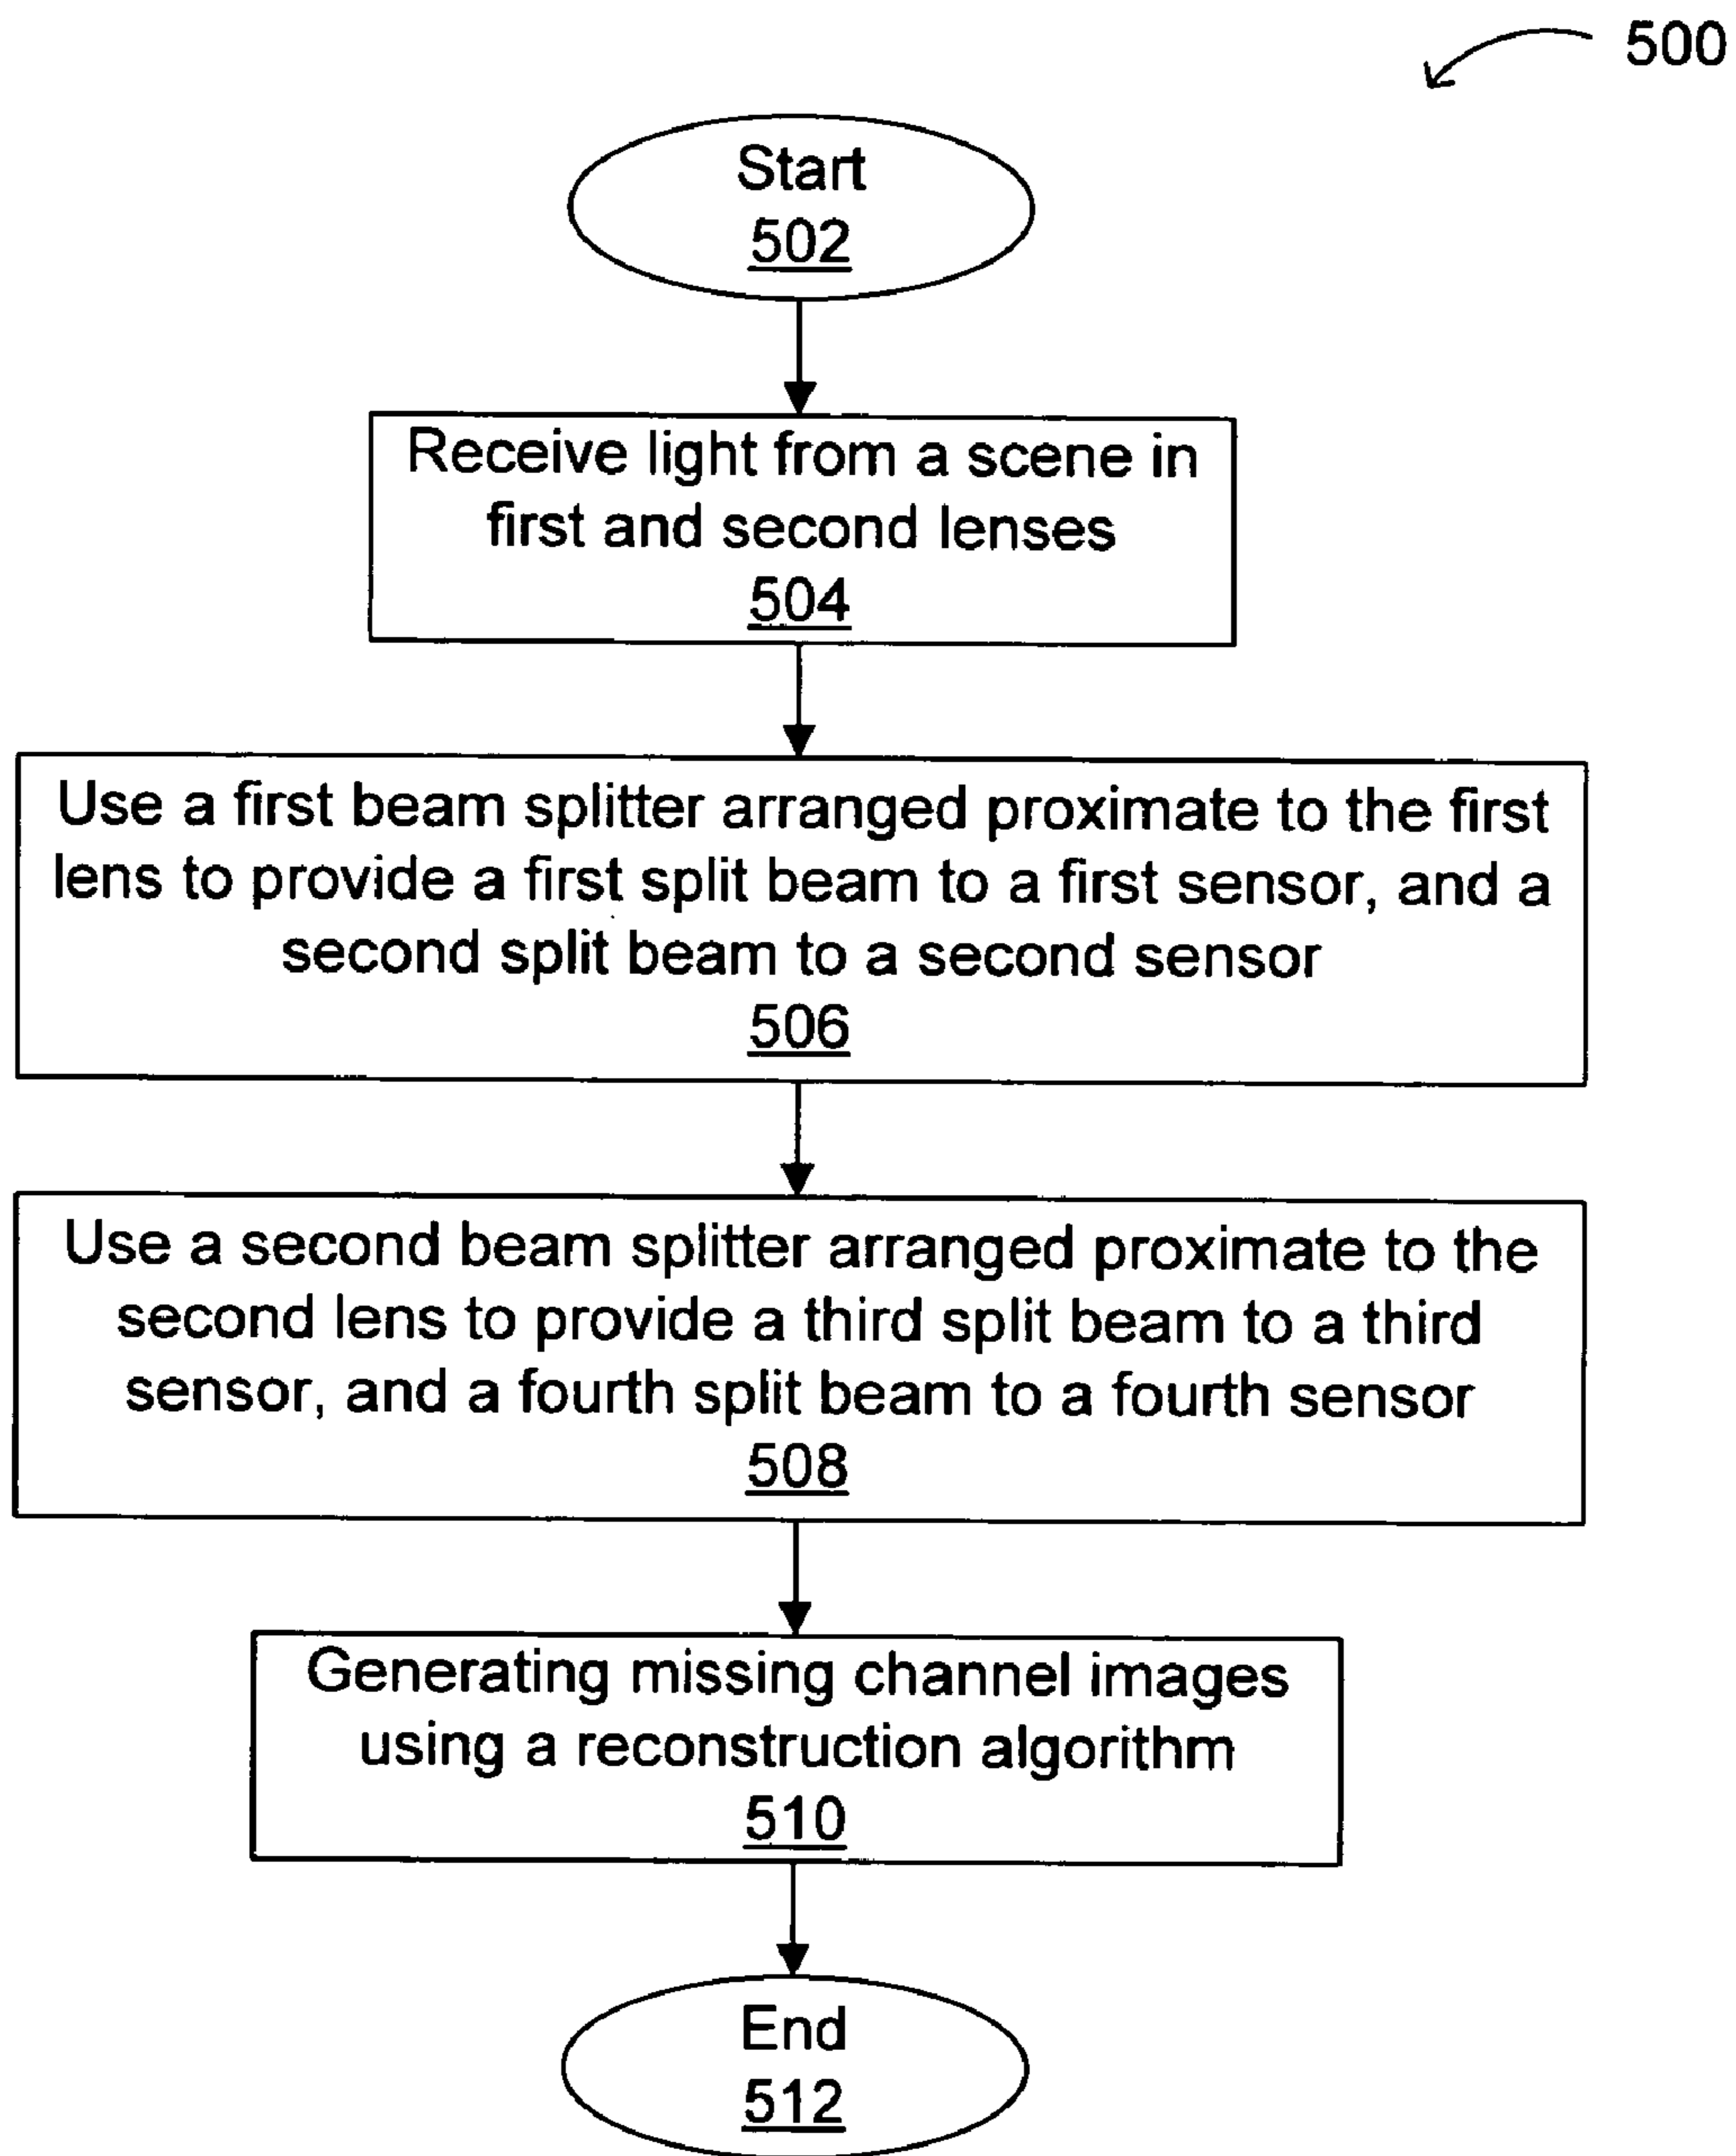 500
Start
502
Receive light from a scene in
first and second lenses
504
Use a first beam splitter arranged proximate to the first
lens to provide a first split beam to a first sensor, and a
second split beam to a second sensor
506
Use a second beam splitter arranged proximate to the
second lens to provide a third split beam to a third
sensor, and a fourth split beam to a fourth sensor
508
Generating missing channel images
using a reconstruction algorithm
510
End
512